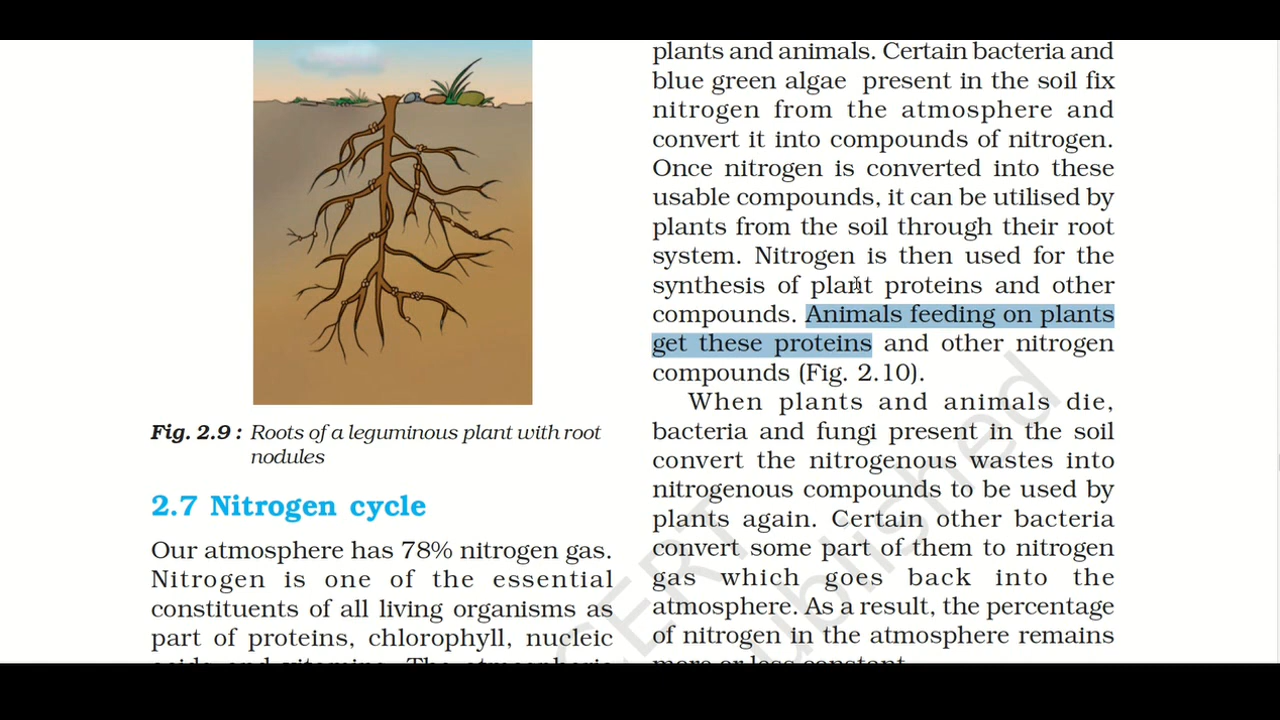 Fig. 2.9 : Roots of a leguminous plant with root
nodules
2.7 Nitrogen cycle
Our atmosphere has 78% nitrogen gas.
Nitrogen is one of the essential
constituents of all living organisms as
part of proteins, chlorophyll, nucleic
plants and animals. Certain bacteria and
blue green algae present in the soil fix
nitrogen from the atmosphere and
convert it into compounds of nitrogen.
Once nitrogen is converted into these
usable compounds, it can be utilised by
plants from the soil through their root
system. Nitrogen is then used for the
synthesis of plant proteins and other
compounds. Animals feeding on plants
get these proteins and other nitrogen
compounds (Fig. 2.10).
When plants and animals die,
bacteria and fungi present in the soil
convert the nitrogenous wastes into
nitrogenous compounds to be used by
plants again. Certain other bacteria
convert some part of them to nitrogen
gas which goes back into the
atmosphere. As a result, the percentage
of nitrogen in the atmosphere remains